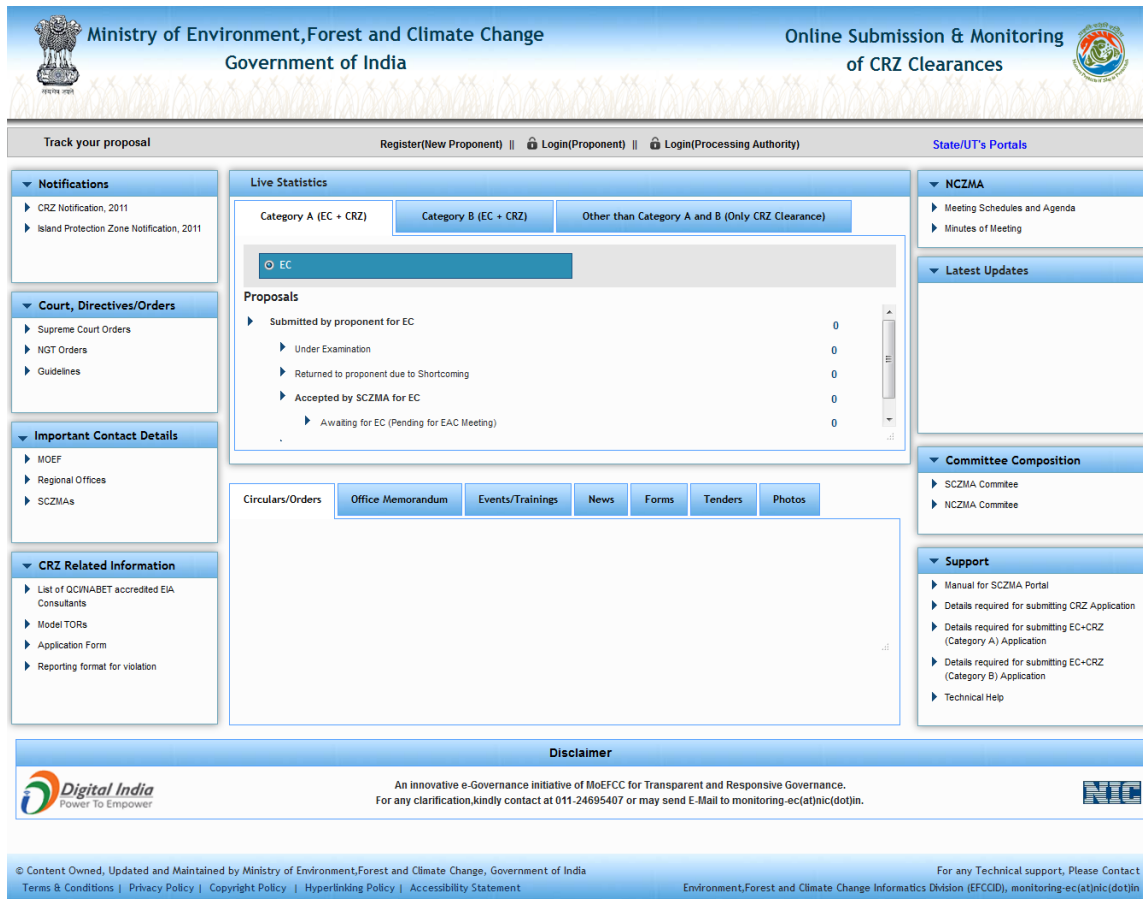 Ministry of Environment,Forest and Climate Change
Government of India
Online Submission & Monitoring
of CRZ Clearances
Track your proposal
Register(New Proponent) || Login(Proponent) || Login(Processing Authority)
State/UT's Portals
Notifications
CRZ Notification, 2011
Island Protection Zone Notification, 2011
Court, Directives/Orders
Supreme Court Orders
NGT Orders
Guidelines
Important Contact Details
MOEF
Regional Offices
SCZMAs
CRZ Related Information
List of QCI/NABET accredited EIA
Consultants
Model TORs
Application Form
Reporting format for violation
Live Statistics
Category A (EC + CRZ)
Category B (EC + CRZ)
Other than Category A and B (Only CRZ Clearance)
EC
Proposals
Submitted by proponent for EC 0
Under Examination 0
Returned to proponent due to Shortcoming 0
Accepted by SCZMA for EC 0
Awaiting for EC (Pending for EAC Meeting) 0
Circulars/Orders
Office Memorandum
Events/Trainings
News
Forms
Tenders
Photos
NCZMA
Meeting Schedules and Agenda
Minutes of Meeting
Latest Updates
Committee Composition
SCZMA Commitee
NCZMA Commitee
Support
Manual for SCZMA Portal
Details required for submitting CRZ Application
Details required for submitting EC+CRZ
(Category A) Application
Details required for submitting EC+CRZ
(Category B) Application
Technical Help
Disclaimer
Digital India
Power To Empower
An innovative e-Governance initiative of MoEFCC for Transparent and Responsive Governance.
For any clarification,kindly contact at 011-24695407 or may send E-Mail to monitoring-ec(at)nic(dot)in.
NIC
© Content Owned, Updated and Maintained by Ministry of Environment,Forest and Climate Change, Government of India
Terms & Conditions | Privacy Policy | Copyright Policy | Hyperlinking Policy | Accessibility Statement
For any Technical support, Please Contact
Environment,Forest and Climate Change Informatics Division (EFCCID), monitoring-ec(at)nic(dot)in